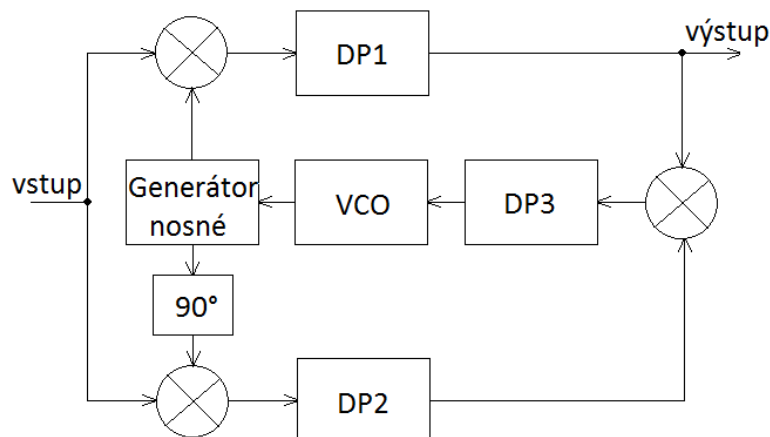 DP1
výstup
vstup
Generátor
nosné
VCO
DP3
90°
DP2